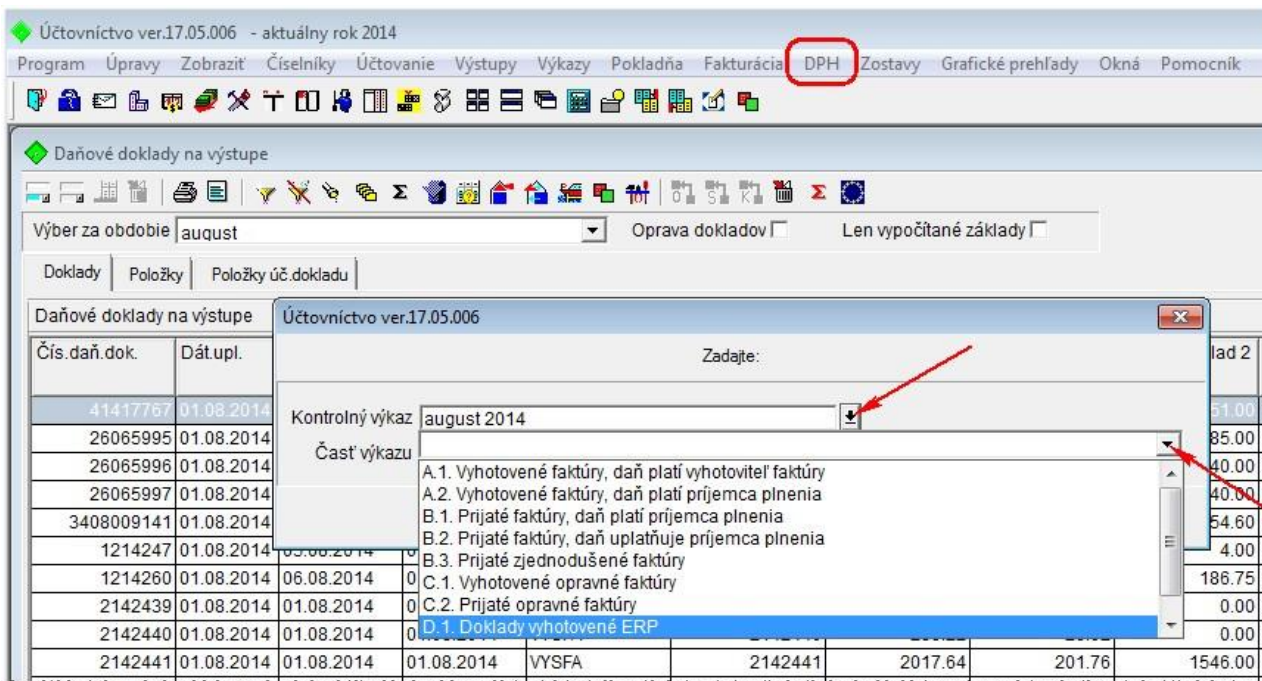 Účtovníctvo ver.17.05.006 - aktuálny rok 2014
Program Úpravy Zobraziť Číselníky Účtovanie Výstupy Výkazy Pokladňa Fakturácia DPH Zostavy Grafické prehľady Okná Pomocník
Daňové doklady na výstupe
Výber za obdobie august Oprava dokladov Len vypočítané základy
Doklady Položky Položky úč.dokladu
Daňové doklady na výstupe
Účtovníctvo ver.17.05.006
Čís.daň.dok. Dát.upl. Zadajte: lad 2
41417767 01.08.2014 51.00
Kontrolný výkaz august 2014
26065995 01.08.2014 85.00
Časť výkazu
26065996 01.08.2014 40.00
A.1. Vyhotovené faktúry, daň platí vyhotoviteľ faktúry
A.2. Vyhotovené faktúry, daň platí príjemca plnenia
26065997 01.08.2014 40.00
B.1. Prijaté faktúry, daň platí príjemca plnenia
3408009141 01.08.2014 54.60
B.2. Prijaté faktúry, daň uplatňuje príjemca plnenia
1214247 01.08.2014 4.00
B.3. Prijaté zjednodušené faktúry
1214260 01.08.2014 06.08.2014 0 C.1. Vyhotovené opravné faktúry 186.75
2142439 01.08.2014 01.08.2014 0 C.2. Prijaté opravné faktúry 0.00
D.1. Doklady vyhotovené ERP
2142440 01.08.2014 01.08.2014 0.00
2142441 01.08.2014 01.08.2014 01.08.2014 VYSFA 2142441 2017.64 201.76 1546.00